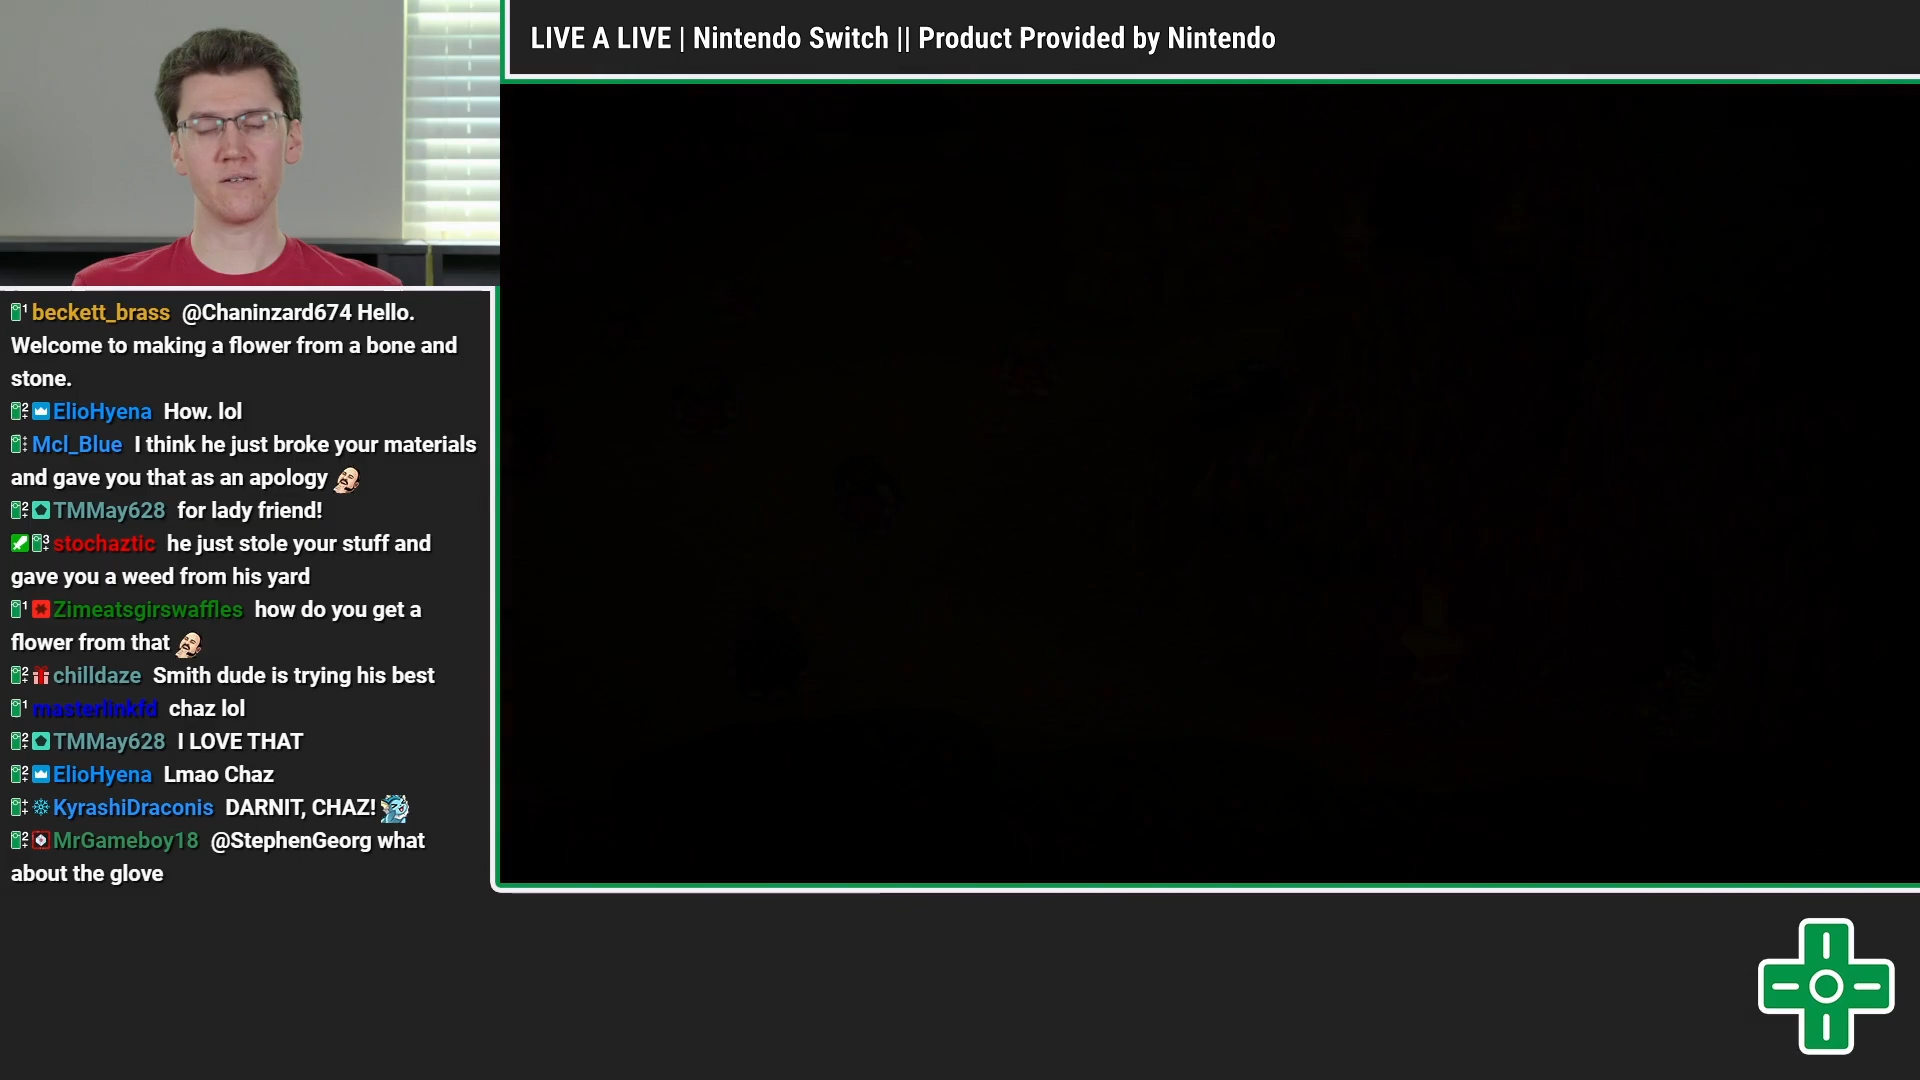 LIVE A LIVE | Nintendo Switch || Product Provided by Nintendo
beckett_brass @Chaninzard674 Hello.
Welcome to making a flower from a bone and
stone.
ElioHyena How. lol
Mcl_Blue I think he just broke your materials
and gave you that as an apology
TMMay628 for lady friend!
stochaztic he just stole your stuff and
gave you a weed from his yard
Zimeatsgirswaffles how do you get a
flower from that
chilldaze Smith dude is trying his best
masterlinkfd chaz lol
TMMay628 I LOVE THAT
ElioHyena Lmao Chaz
KyrashiDraconis DARNIT, CHAZ!
MrGameboy18 @StephenGeorg what
about the glove